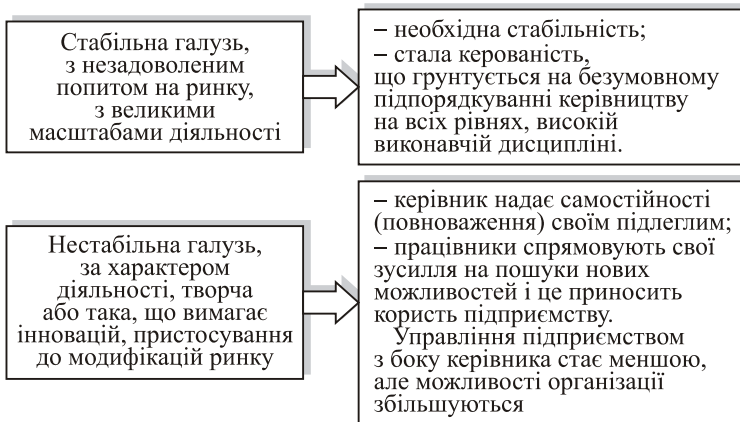 Стабільна галузь,
з незадоволеним
попитом на ринку,
з великими
масштабами діяльності
– необхідна стабільність;
– стала керованість,
що грунтується на безумовному
підпорядкуванні керівництву
на всіх рівнях, високій
виконавчій дисципліні.
Нестабільна галузь,
за характером
діяльності, творча
або така, що вимагає
інновацій, пристосування
до модифікацій ринку
– керівник надає самостійності
(повноваження) своїм підлеглим;
– працівники спрямовують свої
зусилля на пошуки нових
можливостей і це приносить
користь підприємству.
Управління підприємством
з боку керівника стає меншою,
але можливості організації
збільшуються